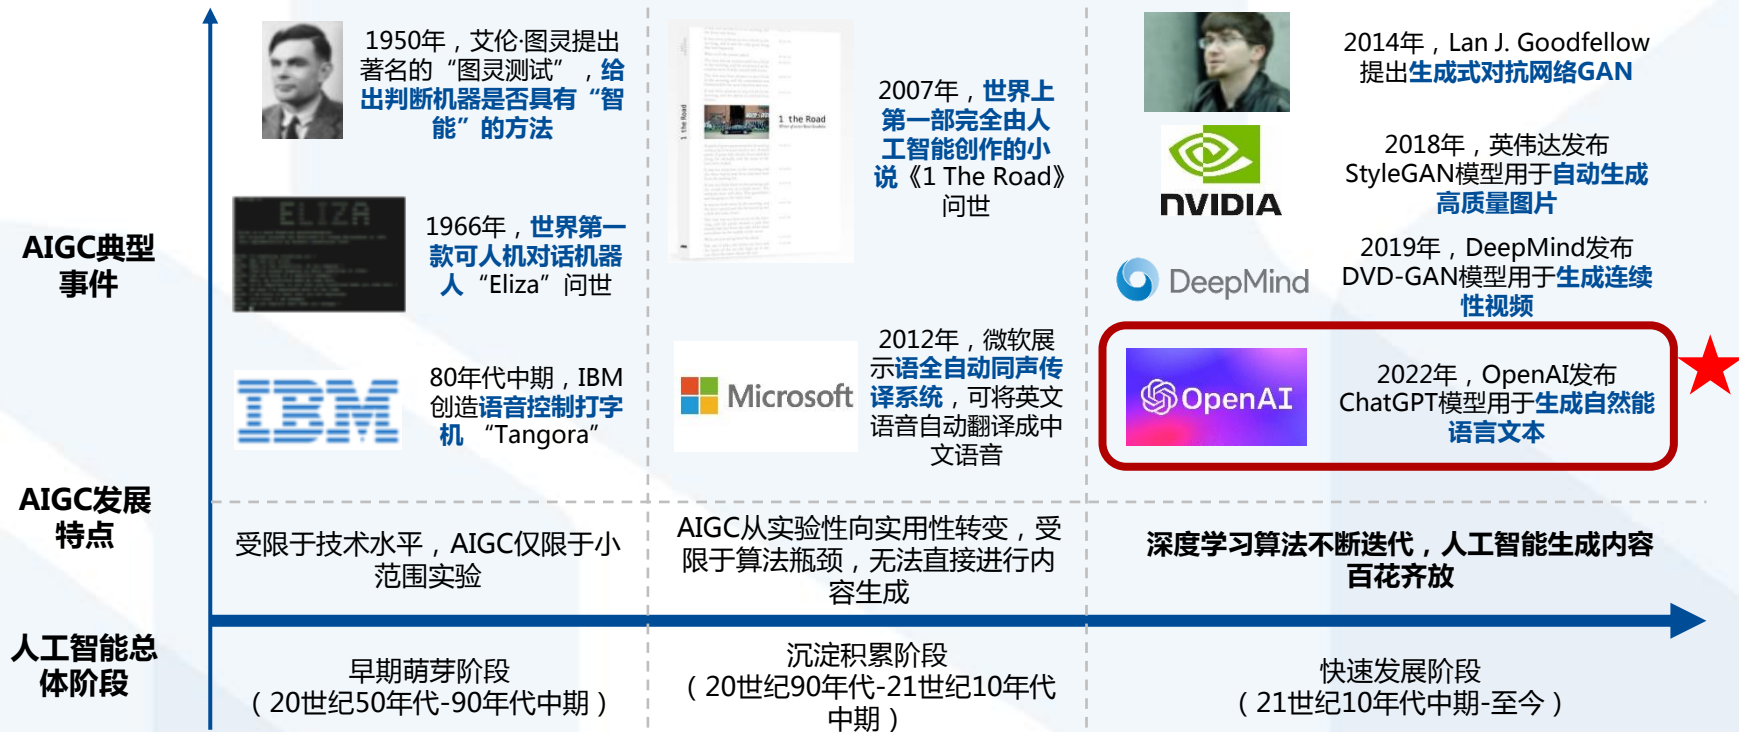 AIGC典型
事件
1950年，艾伦·图灵提出
著名的“图灵测试”，给
出判断机器是否具有“智
能”的方法
ELIZA
1966年，世界第一
款可人机对话机器
人“Eliza”问世
IBM
80年代中期，IBM
创造语音控制打字
机 “Tangora”
1 the Road
1 the Road
2007年，世界上
第一部完全由人
工智能创作的小
说《1 The Road》
问世
Microsoft
2012年，微软展
示语全自动同声传
译系统，可将英文
语音自动翻译成中
文语音
2014年，Lan J. Goodfellow
提出生成式对抗网络GAN
NVIDIA
2018年，英伟达发布
StyleGAN模型用于自动生成
高质量图片
DeepMind
2019年，DeepMind发布
DVD-GAN模型用于生成连续
性视频
OpenAI
2022年，OpenAI发布
ChatGPT模型用于生成自然能
语言文本
AIGC发展
特点
受限于技术水平，AIGC仅限于小
范围实验
AIGC从实验性向实用性转变，受
限于算法瓶颈，无法直接进行内
容生成
深度学习算法不断迭代，人工智能生成内容
百花齐放
人工智能总
体阶段
早期萌芽阶段
（20世纪50年代-90年代中期）
沉淀积累阶段
（20世纪90年代-21世纪10年代
中期）
快速发展阶段
（21世纪10年代中期-至今）